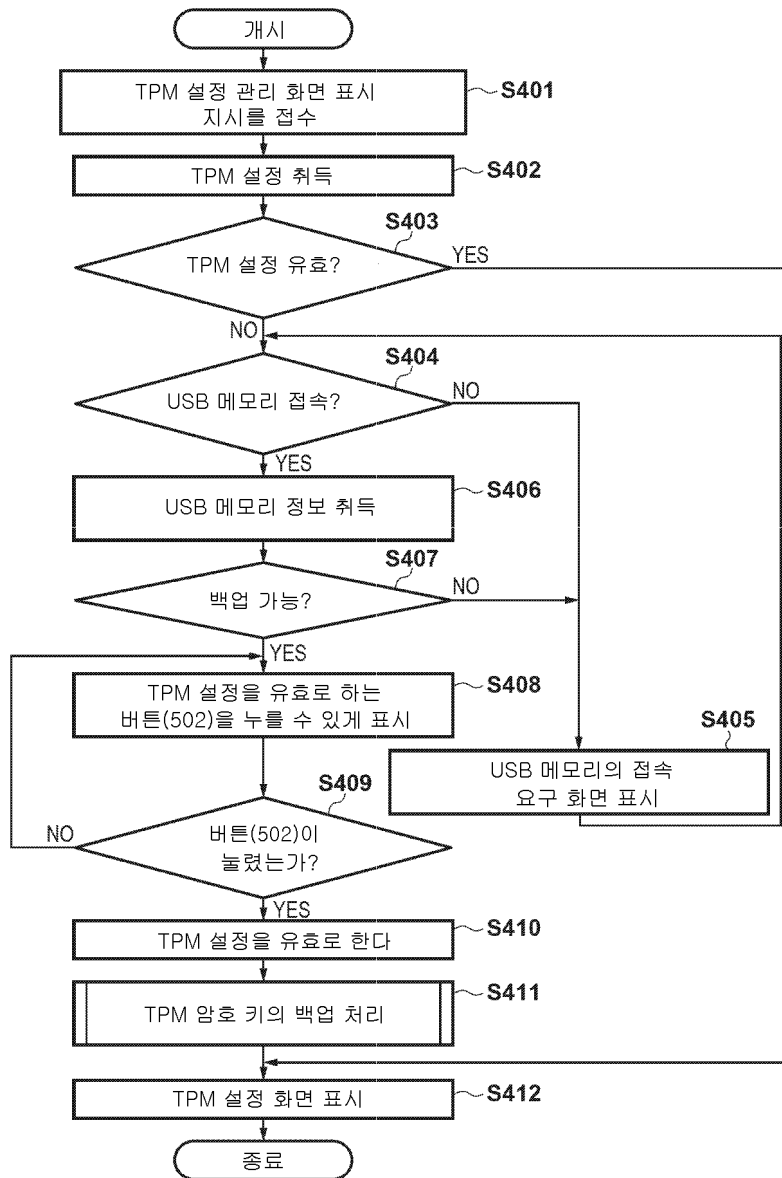 개시
TPM 설정 관리 화면 표시
지시를 접수
S401
TPM 설정 취득
S402
S403
TPM 설정 유효?
YES
NO
S404
USB 메모리 접속?
NO
YES
USB 메모리 정보 취득
S406
S407
백업 가능?
NO
YES
TPM 설정을 유효로 하는
버튼(502)을 누를 수 있게 표시
S408
S405
USB 메모리의 접속
요구 화면 표시
S409
버튼(502)이
눌렸는가?
NO
YES
TPM 설정을 유효로 한다
S410
TPM 암호 키의 백업 처리
S411
TPM 설정 화면 표시
S412
종료